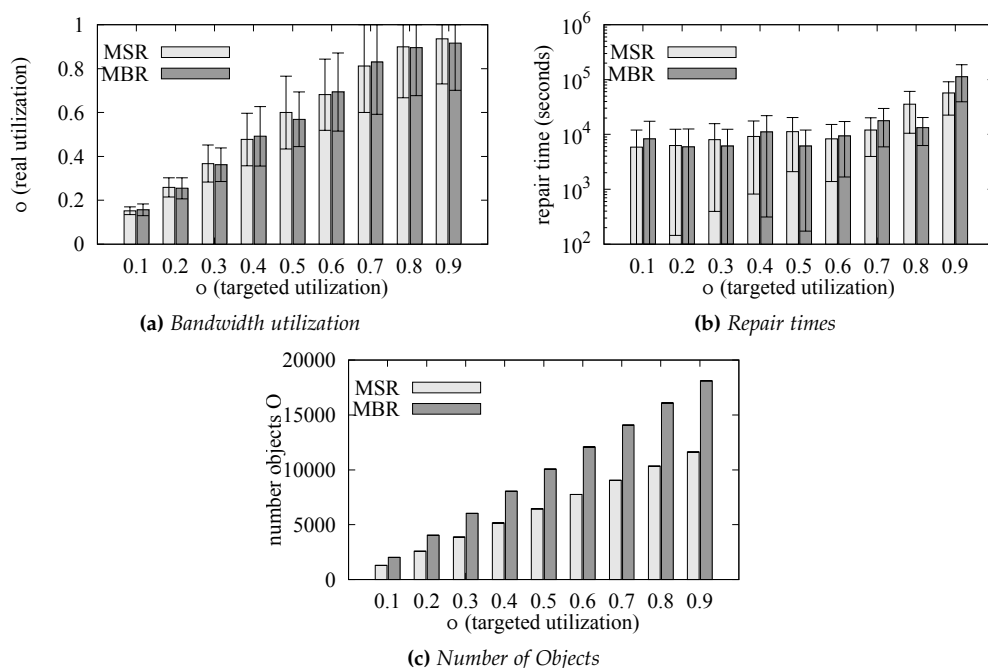 1
0.8
0.6
0.4
0.2
0
o (real utilization)
MSR
MBR
0.1 0.2 0.3 0.4 0.5 0.6 0.7 0.8 0.9
o (targeted utilization)
(a) Bandwidth utilization
10^6
10^5
10^4
10^3
10^2
repair time (seconds)
MSR
MBR
0.1 0.2 0.3 0.4 0.5 0.6 0.7 0.8 0.9
o (targeted utilization)
(b) Repair times
20000
15000
10000
5000
0
number objects O
MSR
MBR
0.1 0.2 0.3 0.4 0.5 0.6 0.7 0.8 0.9
o (targeted utilization)
(c) Number of Objects